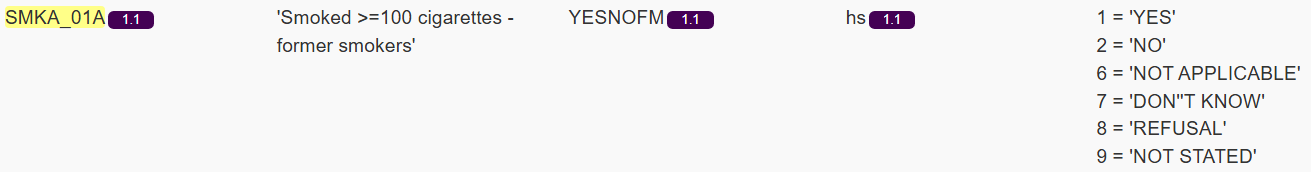 SMKA_01A 1.1 'Smoked >=100 cigarettes - YESNOFM 1.1 hs 1.1 1 = 'YES'
former smokers' 2 = 'NO'
6 = 'NOT APPLICABLE'
7 = 'DON"T KNOW'
8 = 'REFUSAL'
9 = 'NOT STATED'